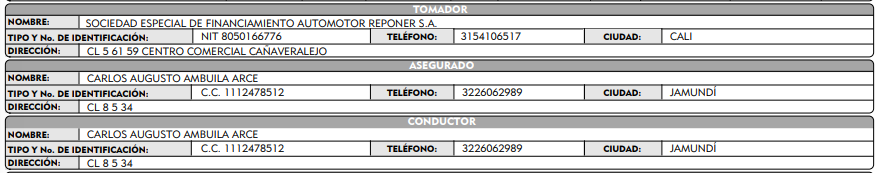 TOMADOR
NOMBRE: SOCIEDAD ESPECIAL DE FINANCIAMIENTO AUTOMOTOR REPONER S.A.
TIPO Y No. DE IDENTIFICACIÓN: NIT 8050166776 TELÉFONO: 3154106517 CIUDAD: CALI
DIRECCIÓN: CL 5 61 59 CENTRO COMERCIAL CAÑAVERALEJO
ASEGURADO
NOMBRE: CARLOS AUGUSTO AMBUILA ARCE
TIPO Y No. DE IDENTIFICACIÓN: C.C. 1112478512 TELÉFONO: 3226062989 CIUDAD: JAMUNDÍ
DIRECCIÓN: CL 8 5 34
CONDUCTOR
NOMBRE: CARLOS AUGUSTO AMBUILA ARCE
TIPO Y No. DE IDENTIFICACIÓN: C.C. 1112478512 TELÉFONO: 3226062989 CIUDAD: JAMUNDÍ
DIRECCIÓN: CL 8 5 34